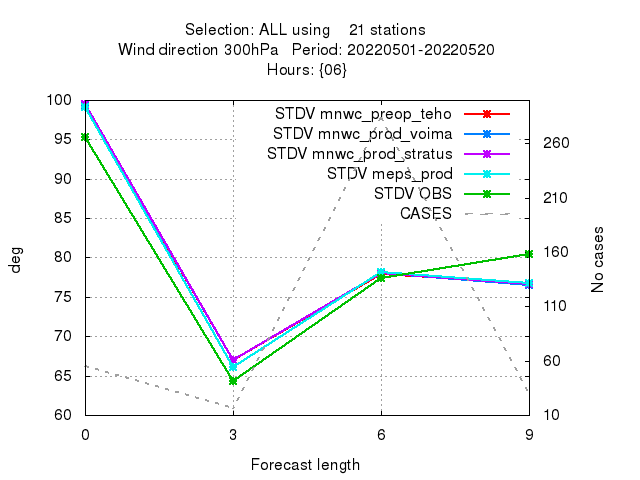 Selection: ALL using    21 stations
Wind direction 300hPa   Period: 20220501-20220520
Hours: {06}
STDV mnwc_preop_teho
STDV mnwc_prod_voima
STDV mnwc_prod_stratus
STDV meps_prod
STDV OBS
CASES
100
95
90
85
80
75
70
65
60
deg
260
210
160
110
60
10
No cases
0 3 6 9
Forecast length